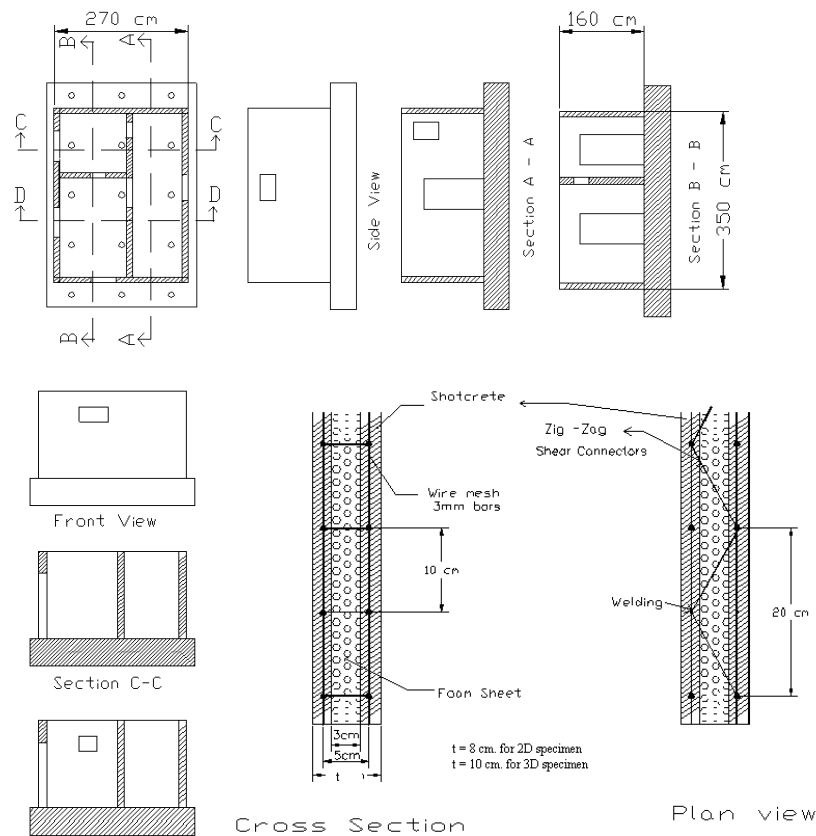 270 cm
160 cm
B
A
C
C
D
D
B
A
Side View
Section A - A
Section B - B
350 cm
Front View
Section C-C
Shotcrete
Zig -Zag
Shear Connectors
Wire mesh
3mm bars
10 cm
Welding
20 cm
Foam Sheet
3cm
5cm
t
t = 8 cm. for 2D specimen
t = 10 cm. for 3D specimen
Cross Section
Plan view